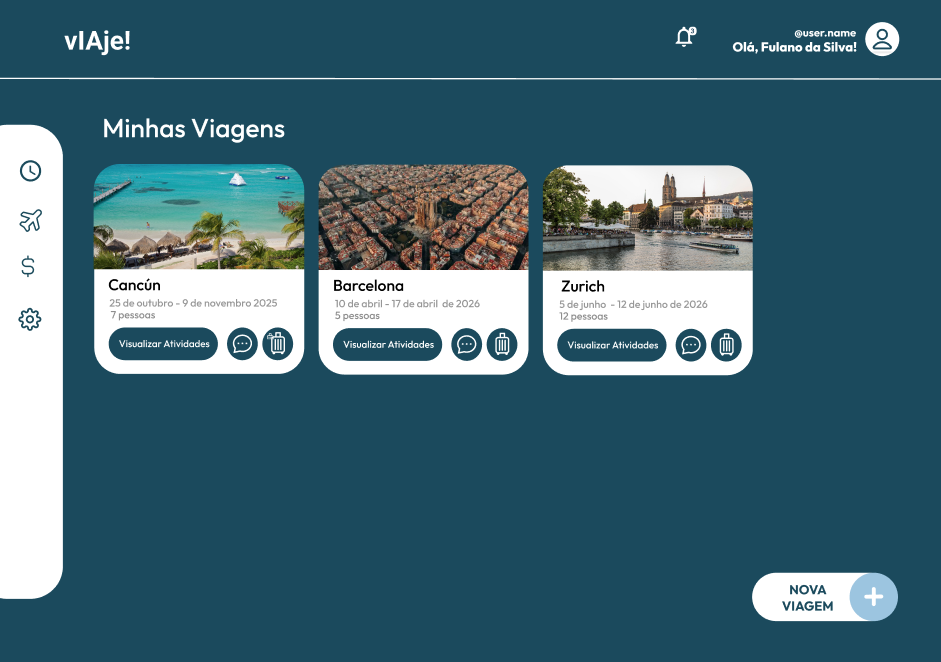 vIAje!
3
@user.name
Olá, Fulano da Silva!
Minhas Viagens
Cancún
25 de outubro - 9 de novembro 2025
7 pessoas
Visualizar Atividades
Barcelona
10 de abril - 17 de abril de 2026
5 pessoas
Visualizar Atividades
Zurich
5 de junho - 12 de junho de 2026
12 pessoas
Visualizar Atividades
NOVA
VIAGEM